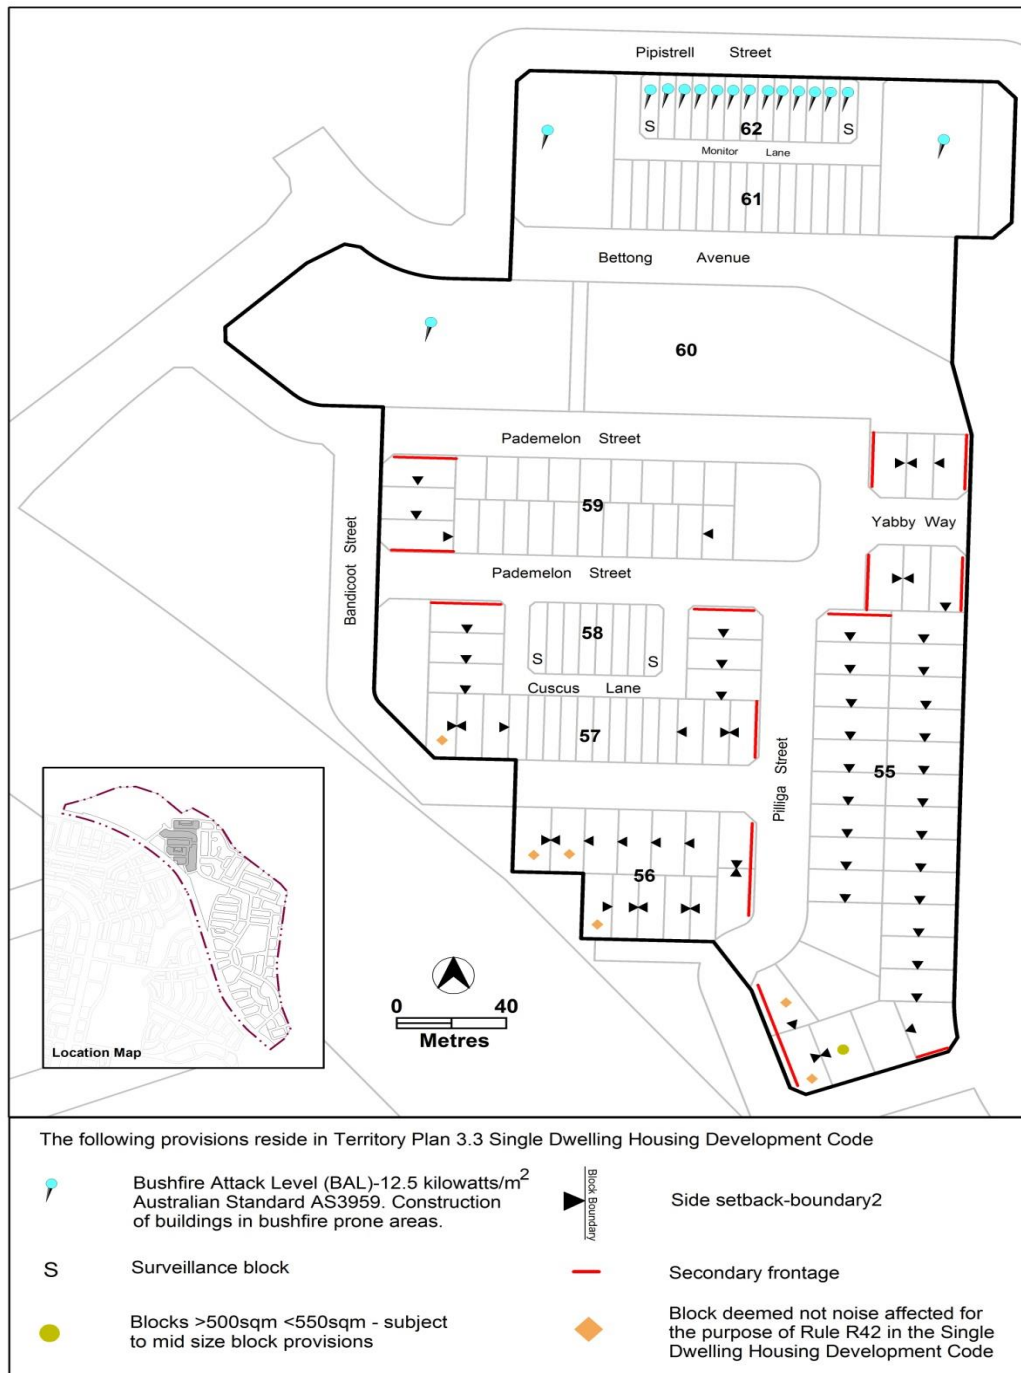 Pipistrell Street
S
62
S
Monitor Lane
61
Bettong Avenue
60
Pademelon Street
59
Yabby Way
Bandicoot Street
Pademelon Street
58
S
S
Cuscus Lane
57
Pilliga Street
55
56
0 40
Metres
Location Map
The following provisions reside in Territory Plan 3.3 Single Dwelling Housing Development Code
Bushfire Attack Level (BAL)-12.5 kilowatts/m²
Australian Standard AS3959. Construction
of buildings in bushfire prone areas.
Block Boundary
Side setback-boundary2
S
Surveillance block
Secondary frontage
Blocks >500sqm <550sqm - subject
to mid size block provisions
Block deemed not noise affected for
the purpose of Rule R42 in the Single
Dwelling Housing Development Code